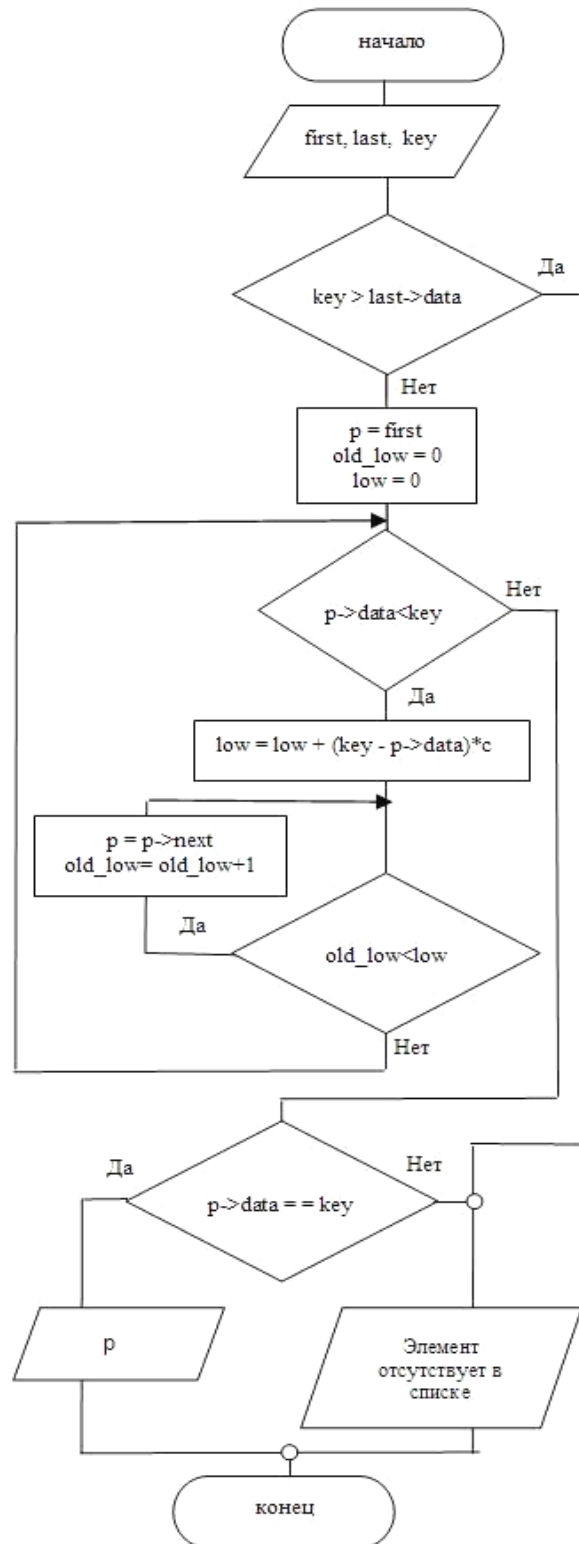 начало
first, last, key
key > last->data
Да
Нет
p = first
old_low = 0
low = 0
p->data<key
Нет
Да
low = low + (key - p->data)*c
p = p->next
old_low= old_low+1
Да
old_low<low
Нет
Да
Нет
p->data = = key
p
Элемент
отсутствует в
списке
конец